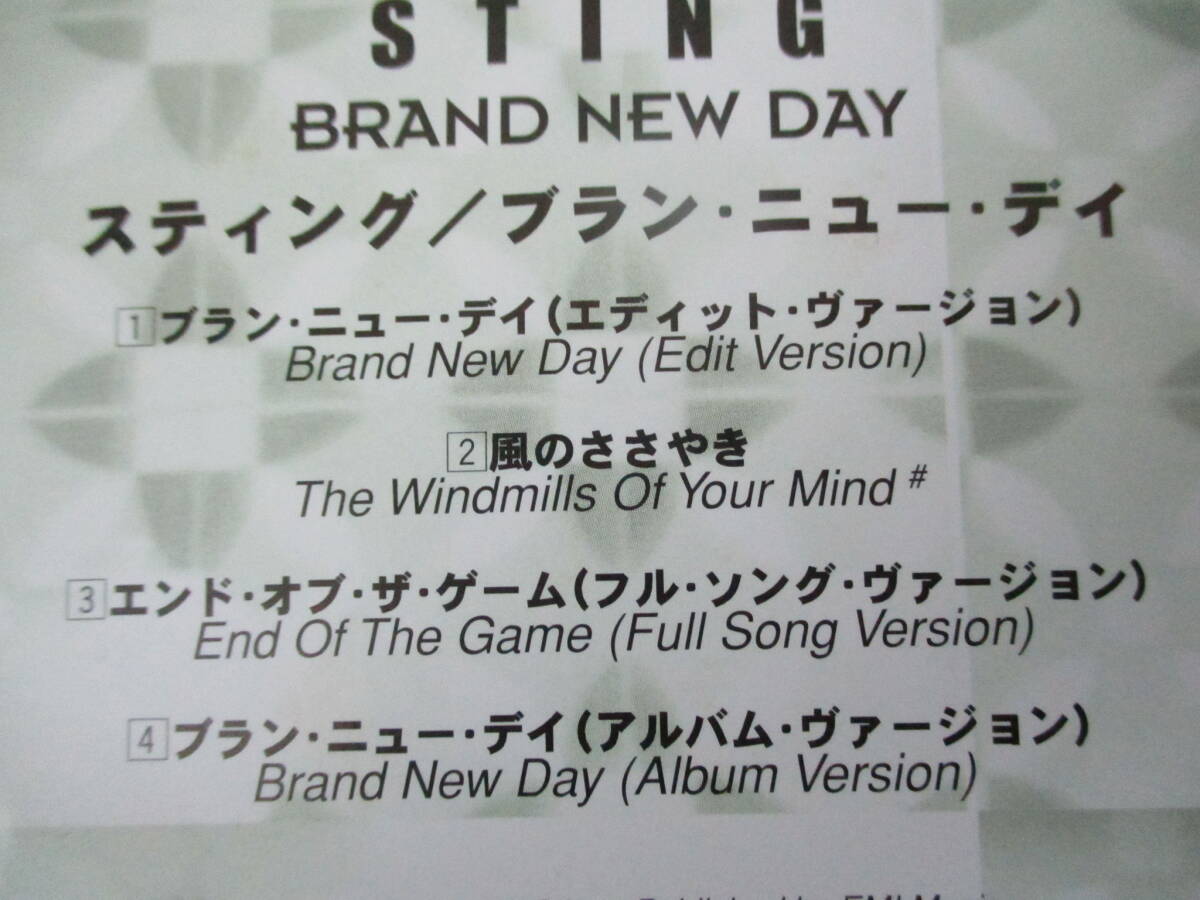 STING
BRAND NEW DAY
スティング/ブラン・ニュー・デイ
1 ブラン・ニュー・デイ(エディット・ヴァージョン)
Brand New Day (Edit Version)
2 風のささやき
The Windmills Of Your Mind #
3 エンド・オブ・ザ・ゲーム(フル・ソング・ヴァージョン)
End Of The Game (Full Song Version)
4 ブラン・ニュー・デイ(アルバム・ヴァージョン)
Brand New Day (Album Version)